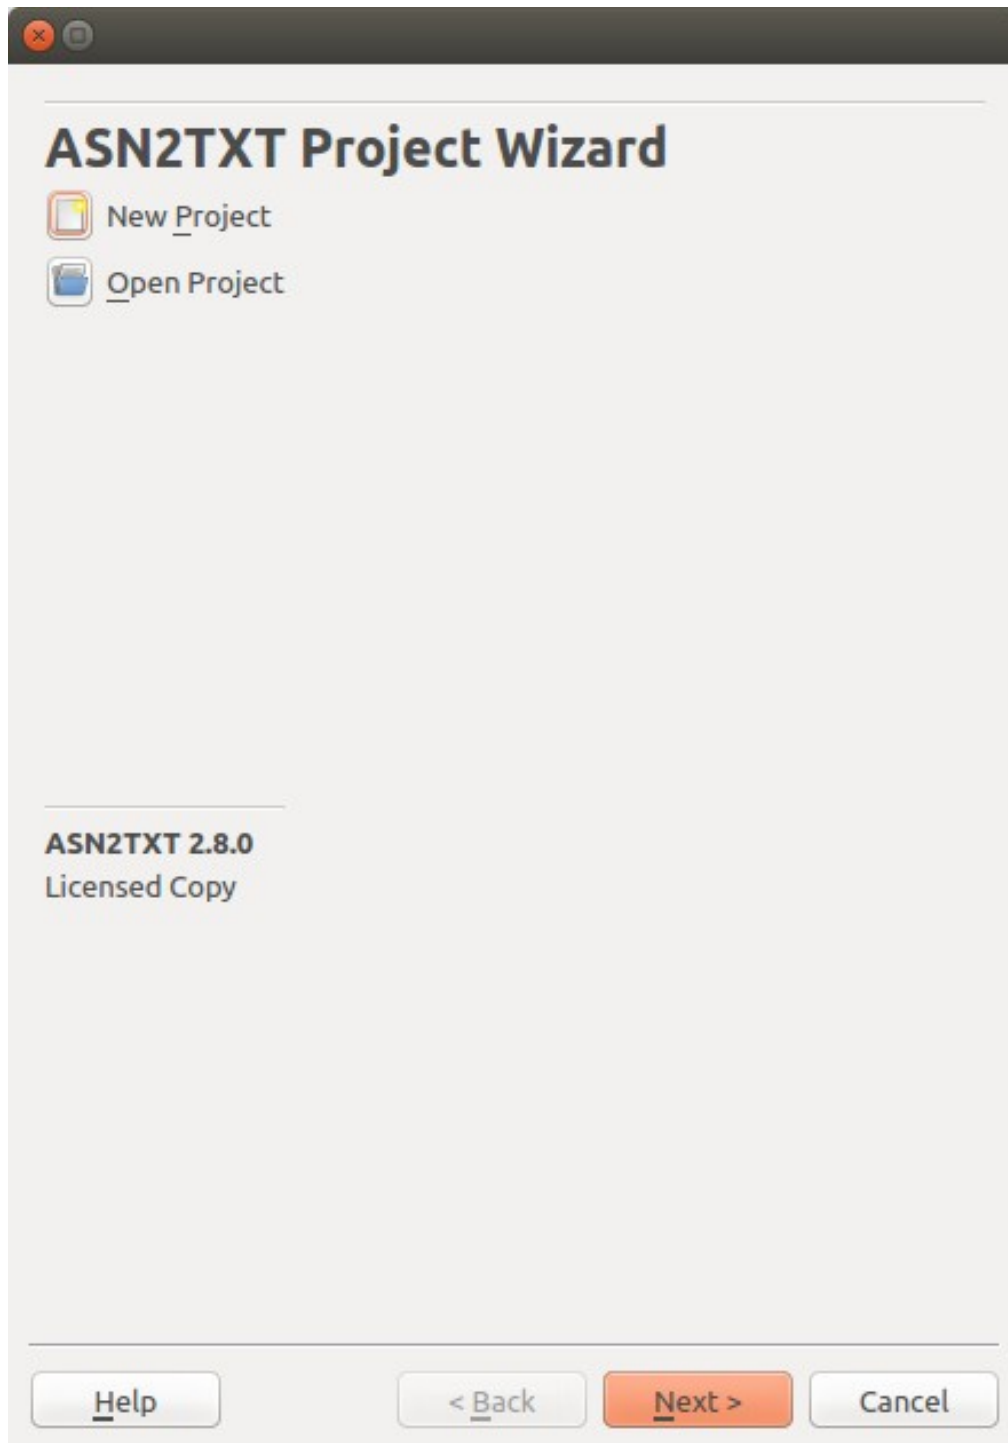 ASN2TXT Project Wizard
New Project
Open Project
ASN2TXT 2.8.0
Licensed Copy
Help
< Back
Next >
Cancel